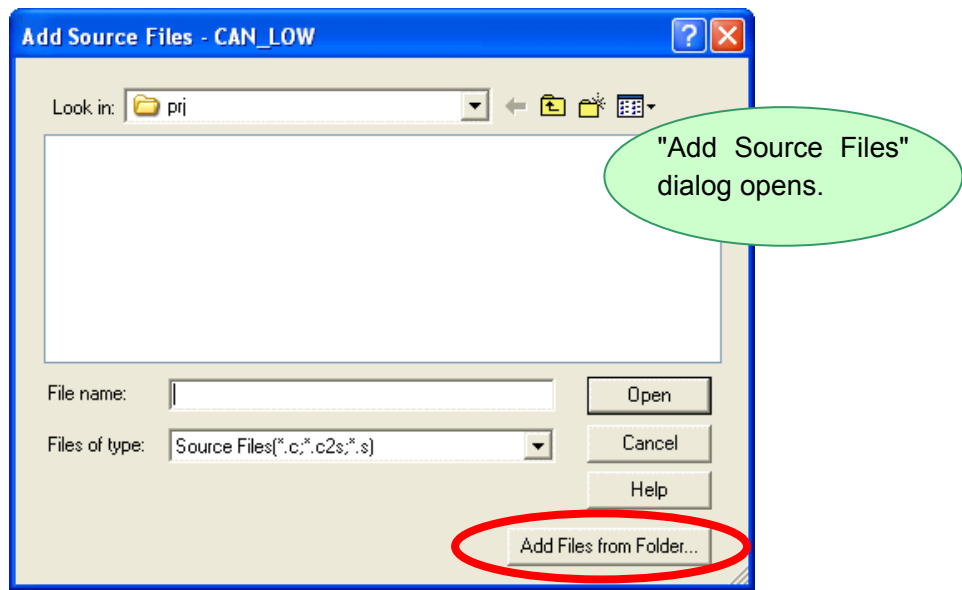 Add Source Files - CAN_LOW
Look in: prj
"Add Source Files"
dialog opens.
File name:
Open
Files of type: Source Files(*.c;*.c2s;*.s)
Cancel
Help
Add Files from Folder...